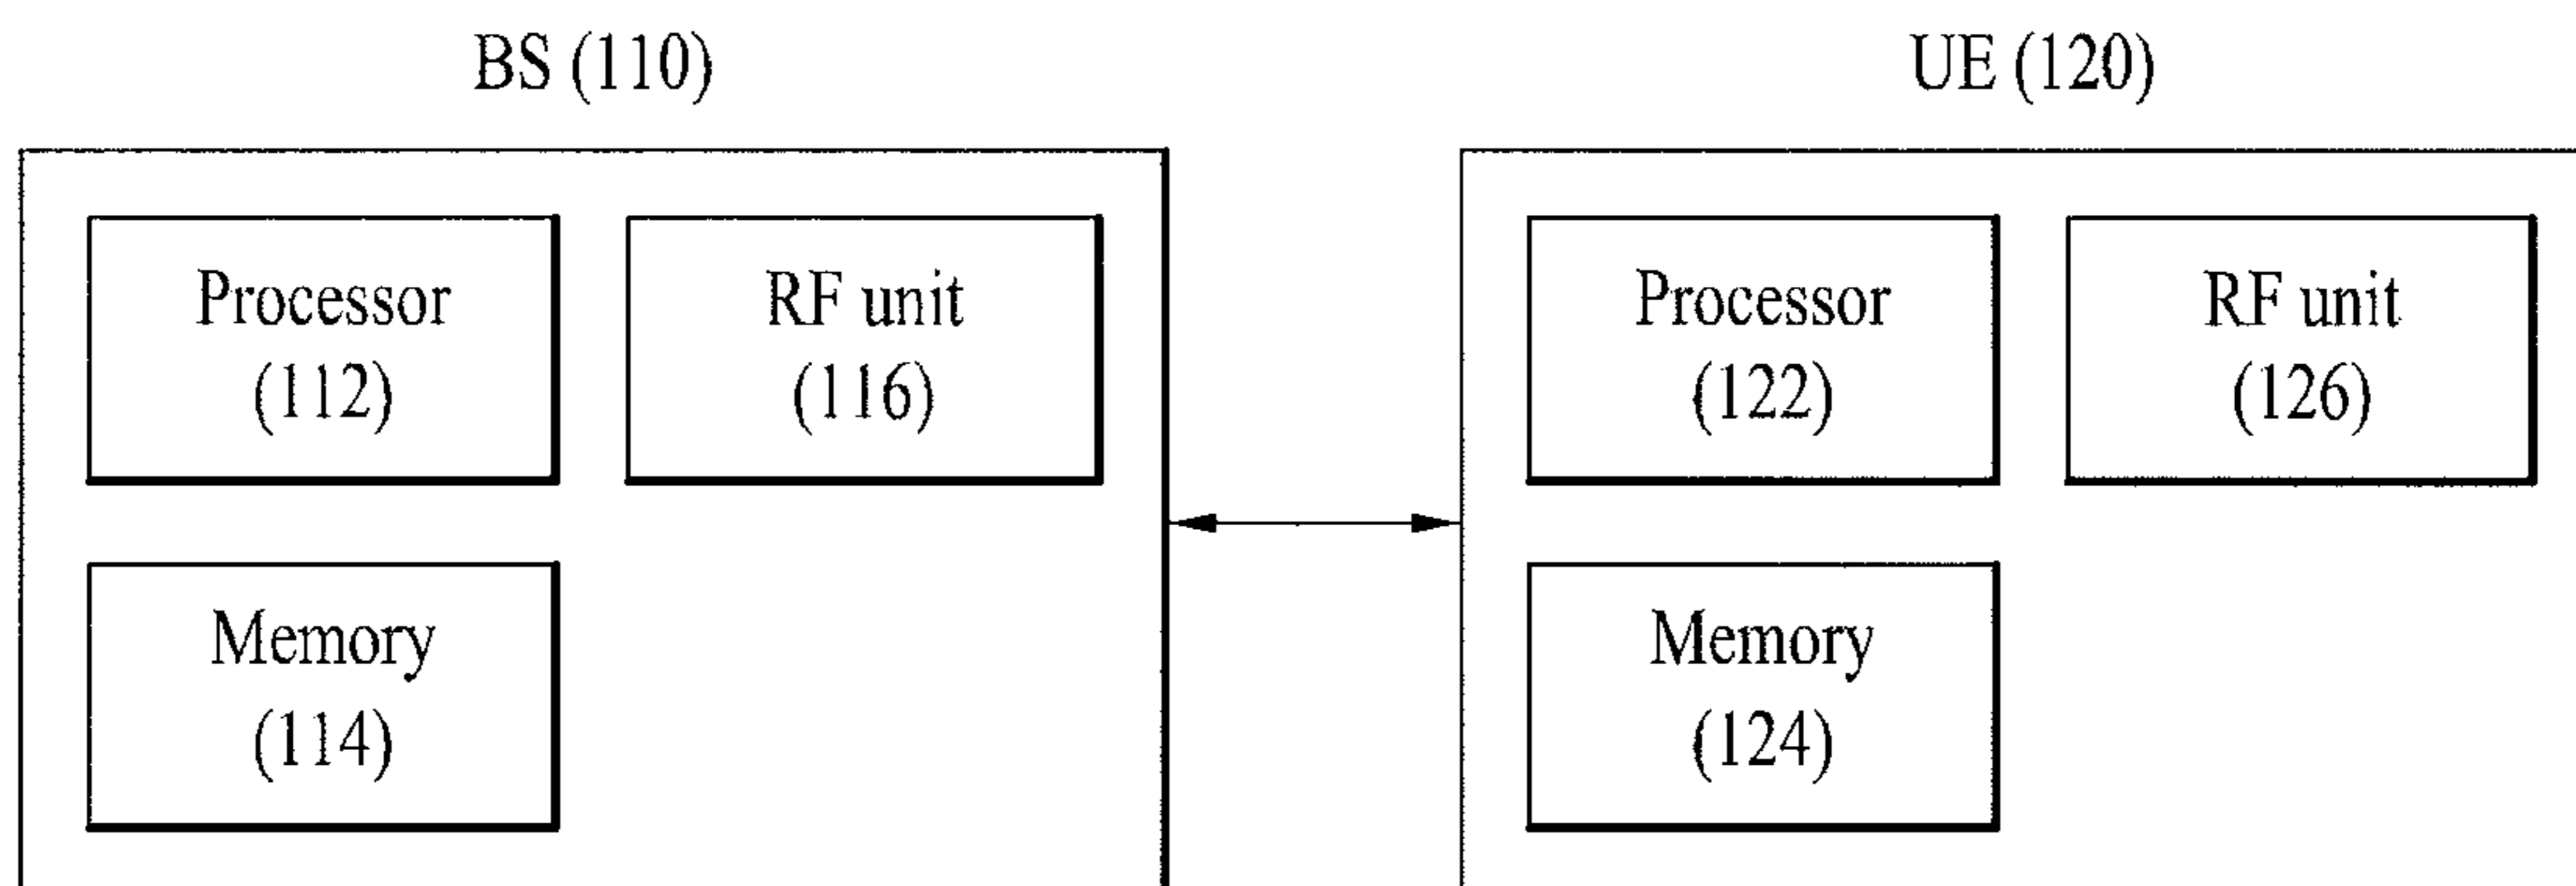 BS (110)
UE (120)
Processor
(112)
RF unit
(116)
Processor
(122)
RF unit
(126)
Memory
(114)
Memory
(124)